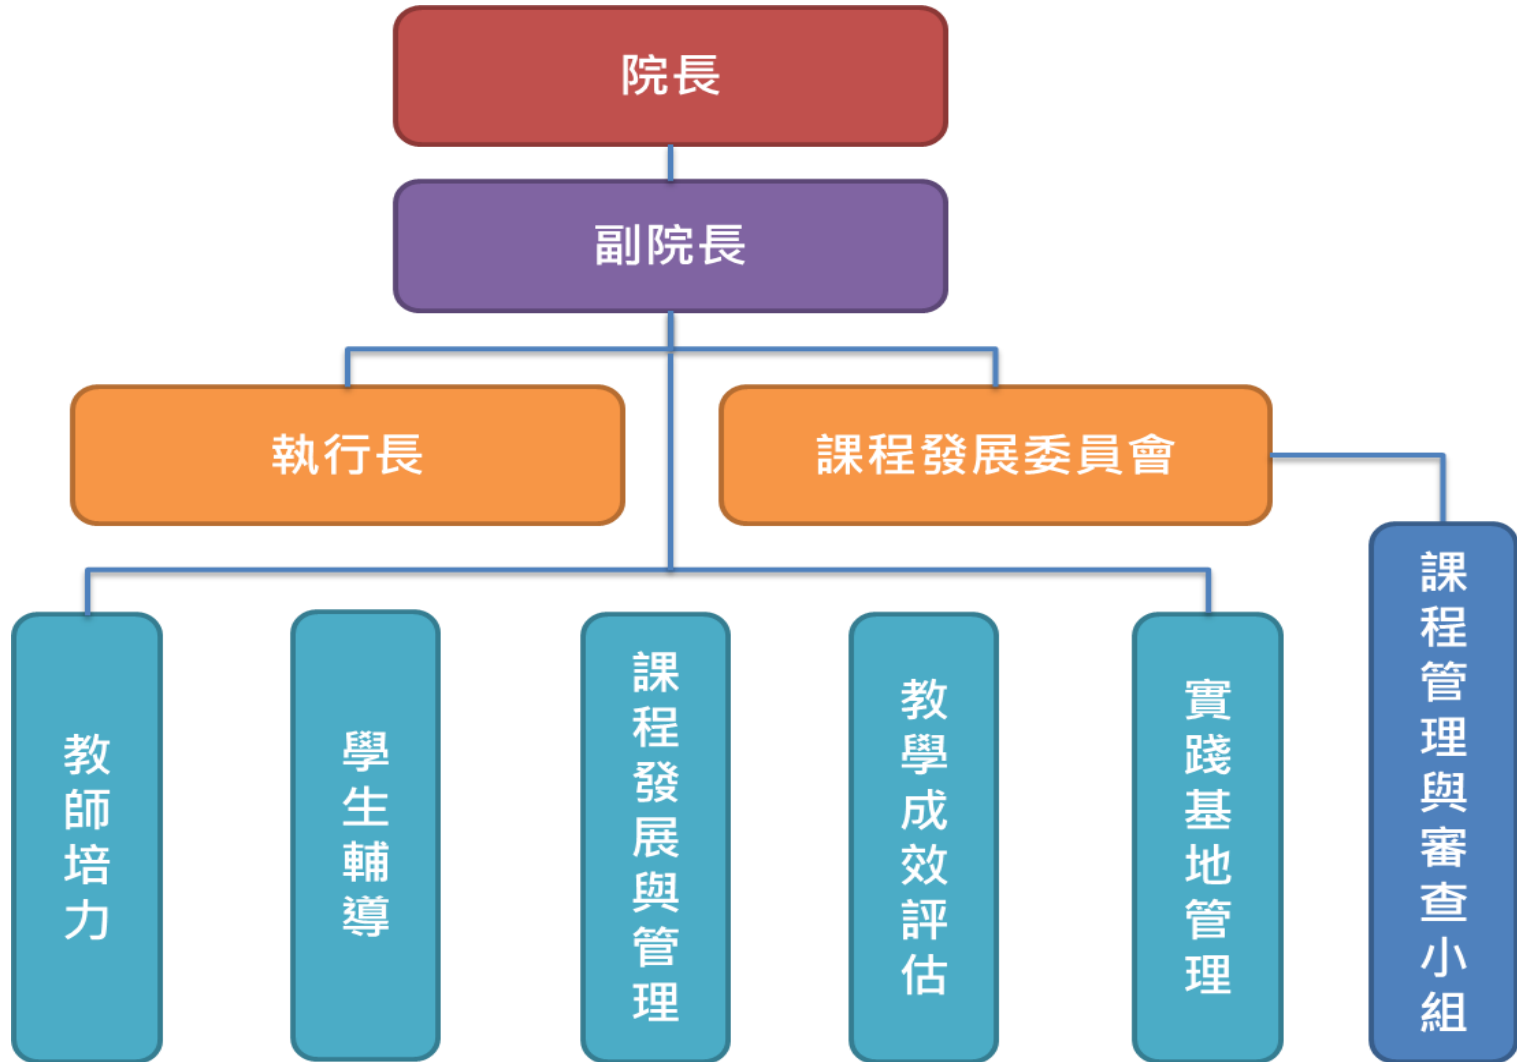 院長
副院長
執行長
課程發展委員會
教師培力
學生輔導
課程發展與管理
教學成效評估
實踐基地管理
課程管理與審查小組